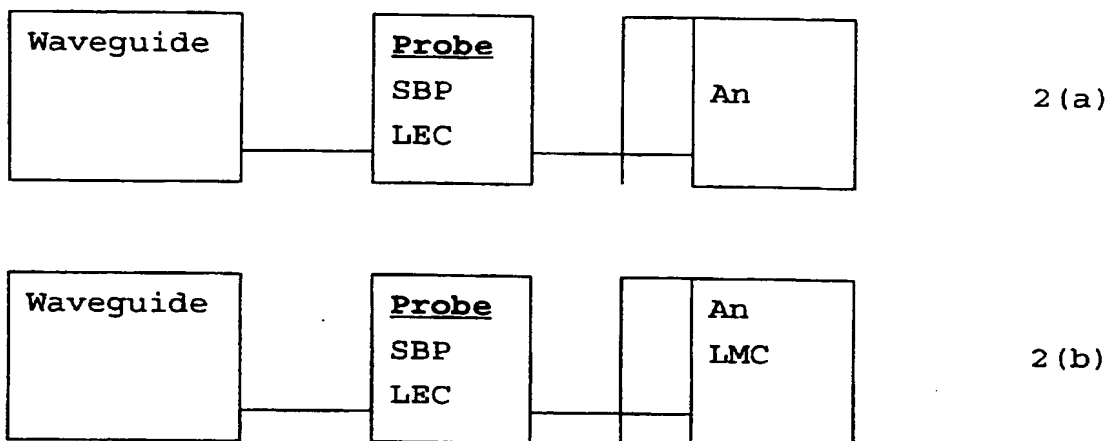 Waveguide
Probe
SBP
LEC
An
2(a)
Waveguide
Probe
SBP
LEC
An
LMC
2(b)